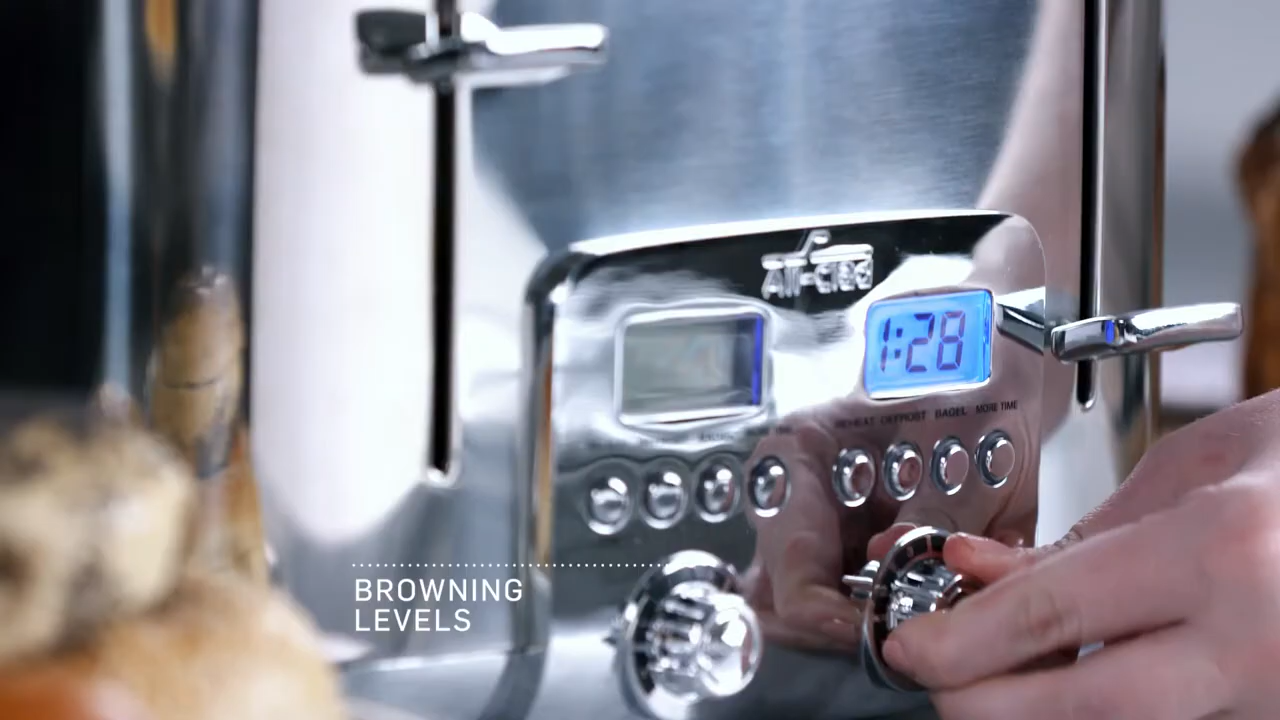 All-Clad
1:28
REHEAT DEFROST BAGEL MORE TIME
BROWNING
LEVELS